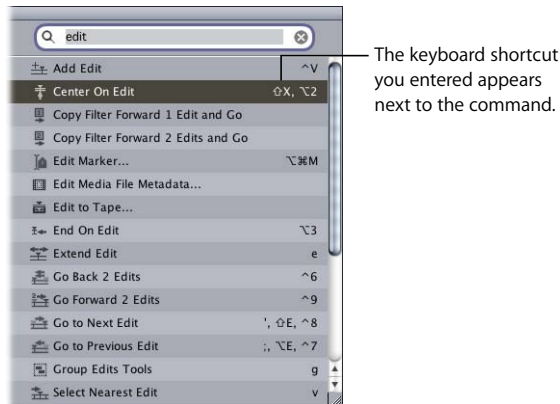 edit
Add Edit ^V
Center On Edit ⇧X, ⌥2
Copy Filter Forward 1 Edit and Go
Copy Filter Forward 2 Edits and Go
Edit Marker... ⌥⌘M
Edit Media File Metadata...
Edit to Tape...
End On Edit ⌥3
Extend Edit e
Go Back 2 Edits ^6
Go Forward 2 Edits ^9
Go to Next Edit ', ⇧E, ^8
Go to Previous Edit ;, ⌥E, ^7
Group Edits Tools g
Select Nearest Edit v
The keyboard shortcut
you entered appears
next to the command.